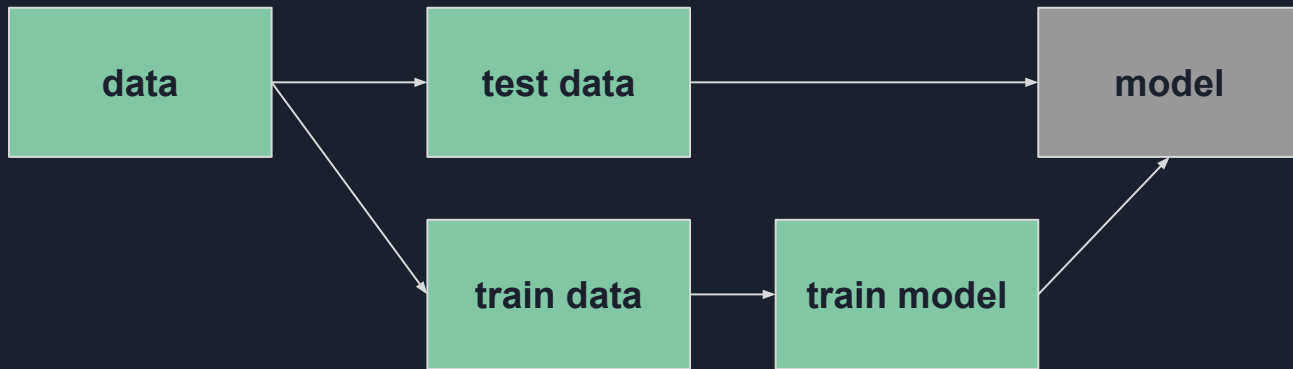 data
test data
model
train data
train model